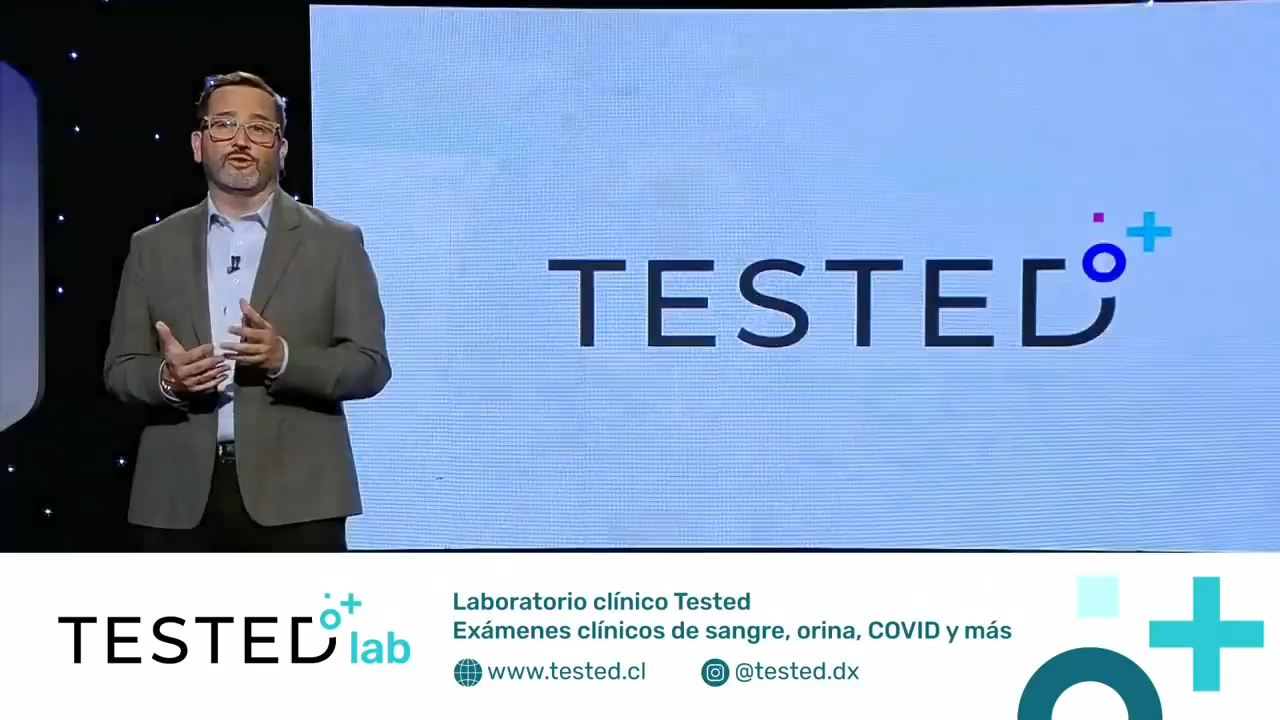 TESTED
TESTED lab
Laboratorio clínico Tested
Exámenes clínicos de sangre, orina, COVID y más
www.tested.cl
@tested.dx